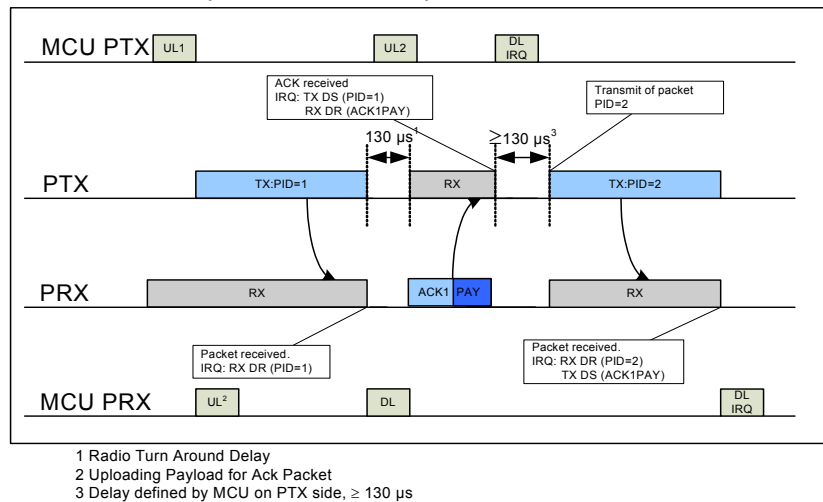 MCU PTX
UL1
UL2
DL
IRQ
ACK received
IRQ: TX DS (PID=1)
RX DR (ACK1PAY)
Transmit of packet
PID=2
130 µs1
≥130 µs3
PTX
TX:PID=1
RX
TX:PID=2
PRX
RX
ACK1 PAY
RX
Packet received.
IRQ: RX DR (PID=1)
Packet received.
IRQ: RX DR (PID=2)
TX DS (ACK1PAY)
MCU PRX
UL2
DL
DL
IRQ
1 Radio Turn Around Delay
2 Uploading Payload for Ack Packet
3 Delay defined by MCU on PTX side, ≥ 130 µs